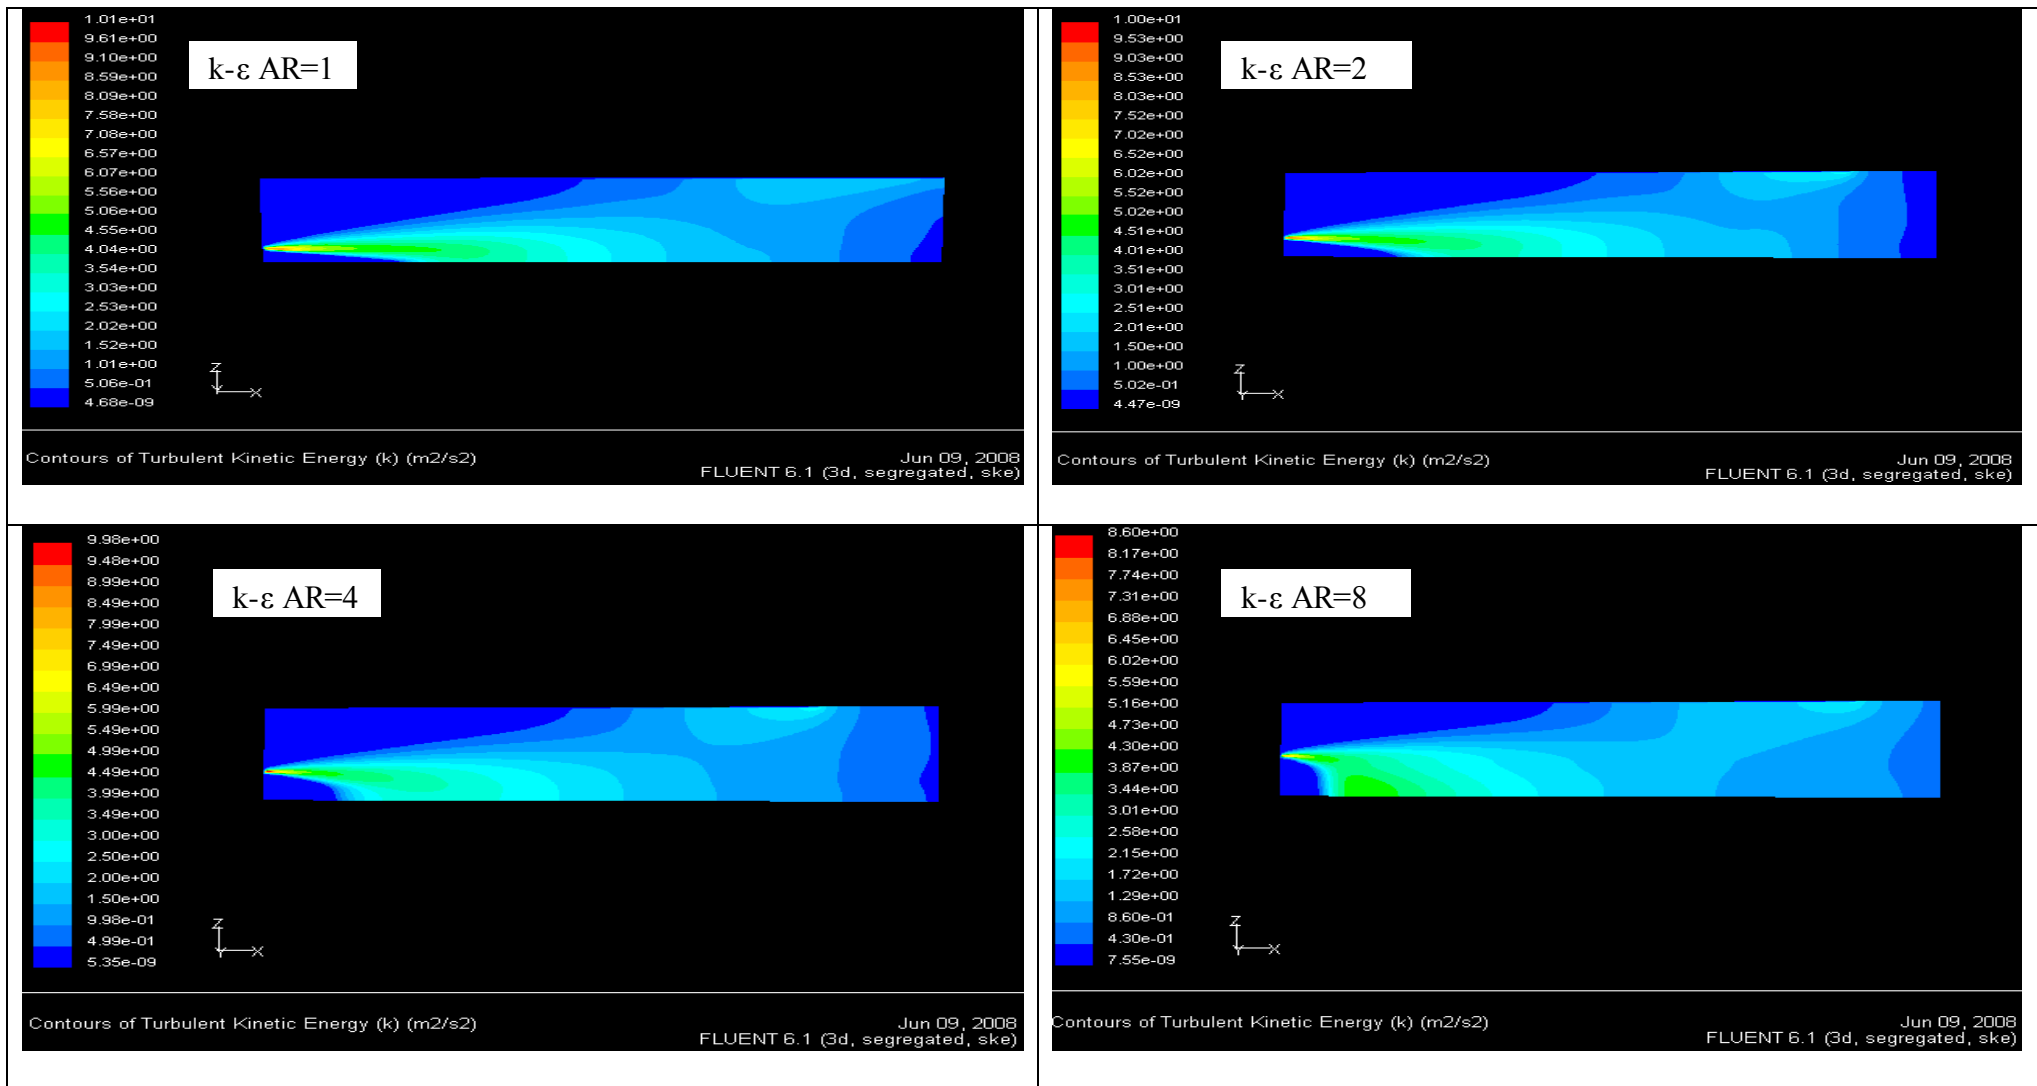 1.01e+01
9.61e+00
9.10e+00
8.59e+00
8.09e+00
7.58e+00
7.08e+00
6.57e+00
6.07e+00
5.56e+00
5.06e+00
4.55e+00
4.04e+00
3.54e+00
3.03e+00
2.53e+00
2.02e+00
1.52e+00
1.01e+00
5.06e-01
4.68e-09
k-ε AR=1
Z
Y
X
Contours of Turbulent Kinetic Energy (k) (m2/s2)
Jun 09, 2008
FLUENT 6.1 (3d, segregated, ske)
1.00e+01
9.53e+00
9.03e+00
8.53e+00
8.03e+00
7.52e+00
7.02e+00
6.52e+00
6.02e+00
5.52e+00
5.02e+00
4.51e+00
4.01e+00
3.51e+00
3.01e+00
2.51e+00
2.01e+00
1.50e+00
1.00e+00
5.02e-01
4.47e-09
k-ε AR=2
Z
Y
X
Contours of Turbulent Kinetic Energy (k) (m2/s2)
Jun 09, 2008
FLUENT 6.1 (3d, segregated, ske)
9.98e+00
9.48e+00
8.99e+00
8.49e+00
7.99e+00
7.49e+00
6.99e+00
6.49e+00
5.99e+00
5.49e+00
4.99e+00
4.49e+00
3.99e+00
3.49e+00
3.00e+00
2.50e+00
2.00e+00
1.50e+00
9.98e-01
4.99e-01
5.35e-09
k-ε AR=4
Z
Y
X
Contours of Turbulent Kinetic Energy (k) (m2/s2)
Jun 09, 2008
FLUENT 6.1 (3d, segregated, ske)
8.60e+00
8.17e+00
7.74e+00
7.31e+00
6.88e+00
6.45e+00
6.02e+00
5.59e+00
5.16e+00
4.73e+00
4.30e+00
3.87e+00
3.44e+00
3.01e+00
2.58e+00
2.15e+00
1.72e+00
1.29e+00
8.60e-01
4.30e-01
7.55e-09
k-ε AR=8
Z
Y
X
Contours of Turbulent Kinetic Energy (k) (m2/s2)
Jun 09, 2008
FLUENT 6.1 (3d, segregated, ske)